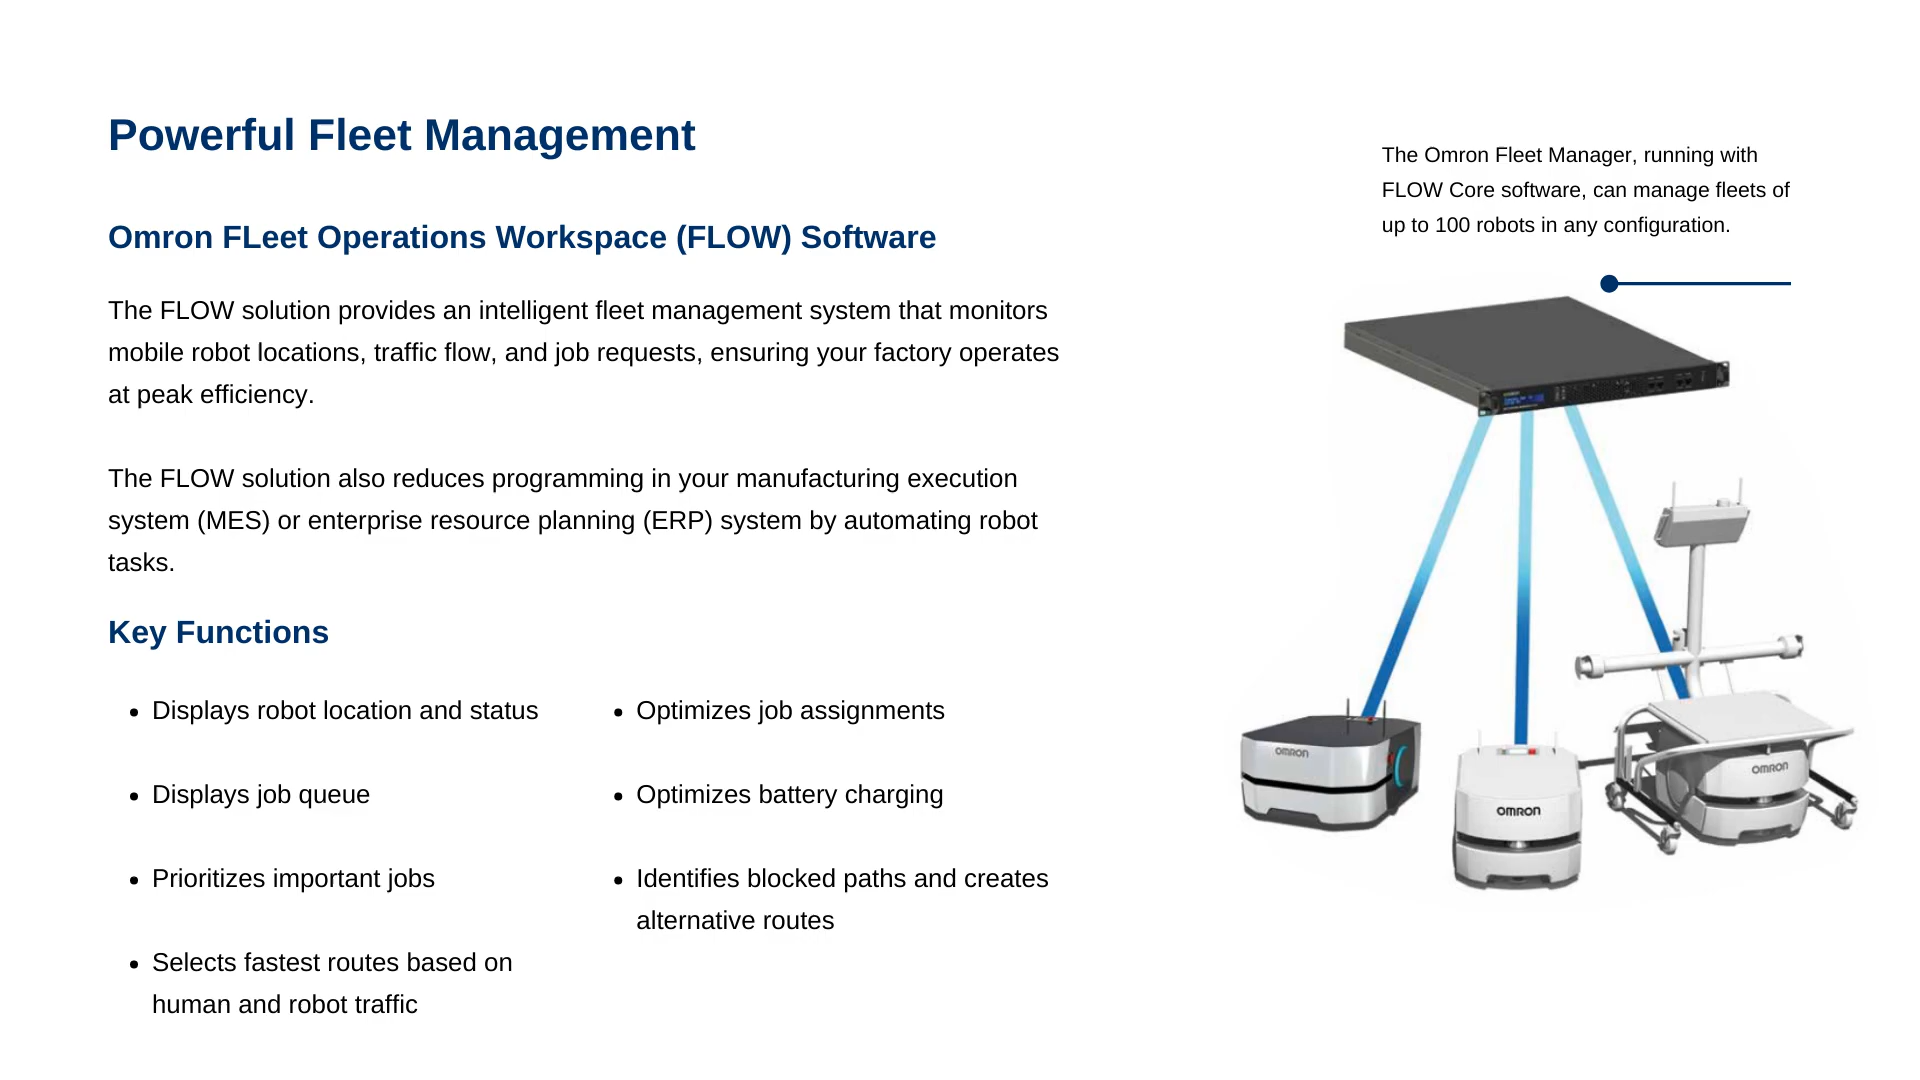 Powerful Fleet Management
Omron FLeet Operations Workspace (FLOW) Software
The FLOW solution provides an intelligent fleet management system that monitors
mobile robot locations, traffic flow, and job requests, ensuring your factory operates
at peak efficiency.
The FLOW solution also reduces programming in your manufacturing execution
system (MES) or enterprise resource planning (ERP) system by automating robot
tasks.
Key Functions
• Displays robot location and status
• Displays job queue
• Prioritizes important jobs
• Selects fastest routes based on
human and robot traffic
• Optimizes job assignments
• Optimizes battery charging
• Identifies blocked paths and creates
alternative routes
The Omron Fleet Manager, running with
FLOW Core software, can manage fleets of
up to 100 robots in any configuration.
OMRON
OMRON
OMRON